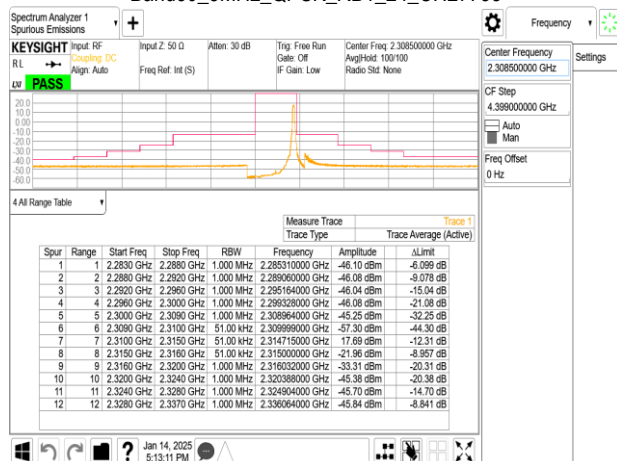 Spectrum Analyzer 1
Spurious Emissions
Frequency
KEYSIGHT Input: RF Input Z: 50 Ω Atten: 30 dB Trig: Free Run Center Freq: 2.308500000 GHz
RL Coupling: DC Gate: Off Avg|Hold: 100/100
Align: Auto Freq Ref: Int (S) IF Gain: Low Radio Std: None
LXI PASS
Center Frequency
2.308500000 GHz
Settings
CF Step
4.399000000 GHz
Auto
Man
Freq Offset
0 Hz
20.0
10.0
0.00
-10.0
-20.0
-30.0
-40.0
-50.0
-60.0
4 All Range Table
Measure Trace Trace 1
Trace Type Trace Average (Active)
Spur Range Start Freq Stop Freq RBW Frequency Amplitude ΔLimit
1 1 2.2830 GHz 2.2880 GHz 1.000 MHz 2.285310000 GHz -46.10 dBm -6.099 dB
2 2 2.2880 GHz 2.2920 GHz 1.000 MHz 2.289060000 GHz -46.08 dBm -9.078 dB
3 3 2.2920 GHz 2.2960 GHz 1.000 MHz 2.295164000 GHz -46.04 dBm -15.04 dB
4 4 2.2960 GHz 2.3000 GHz 1.000 MHz 2.299328000 GHz -46.08 dBm -21.08 dB
5 5 2.3000 GHz 2.3090 GHz 1.000 MHz 2.308964000 GHz -45.25 dBm -32.25 dB
6 6 2.3090 GHz 2.3100 GHz 51.00 kHz 2.309999000 GHz -57.30 dBm -44.30 dB
7 7 2.3100 GHz 2.3150 GHz 51.00 kHz 2.314715000 GHz 17.69 dBm -12.31 dB
8 8 2.3150 GHz 2.3160 GHz 51.00 kHz 2.315000000 GHz -21.96 dBm -8.957 dB
9 9 2.3160 GHz 2.3200 GHz 1.000 MHz 2.316032000 GHz -33.31 dBm -20.31 dB
10 10 2.3200 GHz 2.3240 GHz 1.000 MHz 2.320388000 GHz -45.38 dBm -20.38 dB
11 11 2.3240 GHz 2.3280 GHz 1.000 MHz 2.324904000 GHz -45.70 dBm -14.70 dB
12 12 2.3280 GHz 2.3370 GHz 1.000 MHz 2.336064000 GHz -45.84 dBm -8.841 dB
Jan 14, 2025
5:13:11 PM